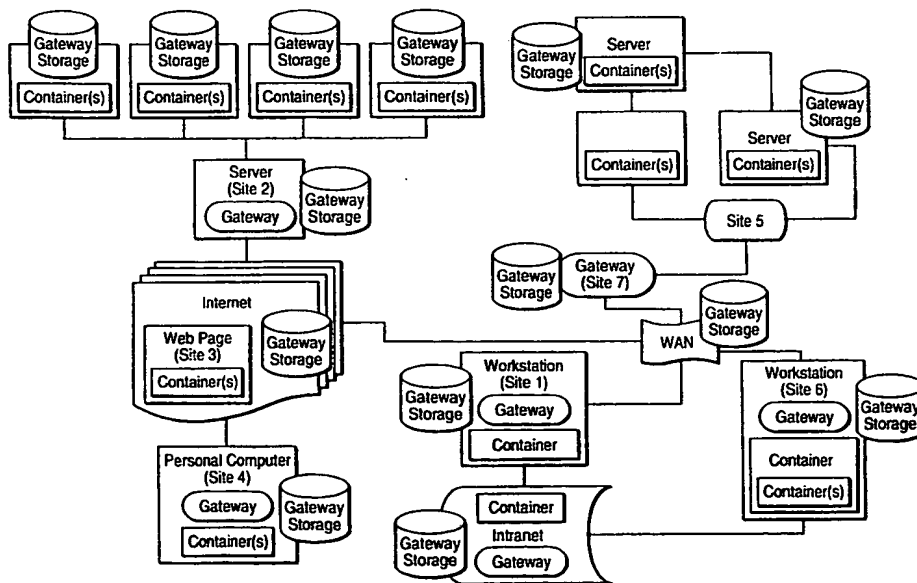 Gateway
Storage
Container(s)
Gateway
Storage
Container(s)
Gateway
Storage
Container(s)
Gateway
Storage
Container(s)
Gateway
Storage
Server
Container(s)
Container(s)
Gateway
Storage
Server
Container(s)
Server
(Site 2)
Gateway
Gateway
Storage
Site 5
Gateway
Storage
Gateway
(Site 7)
Internet
Web Page
(Site 3)
Container(s)
Gateway
Storage
WAN
Gateway
Storage
Gateway
Storage
Workstation
(Site 1)
Gateway
Container
Workstation
(Site 6)
Gateway
Container
Container(s)
Gateway
Storage
Personal Computer
(Site 4)
Gateway
Container(s)
Gateway
Storage
Gateway
Storage
Container
Intranet
Gateway